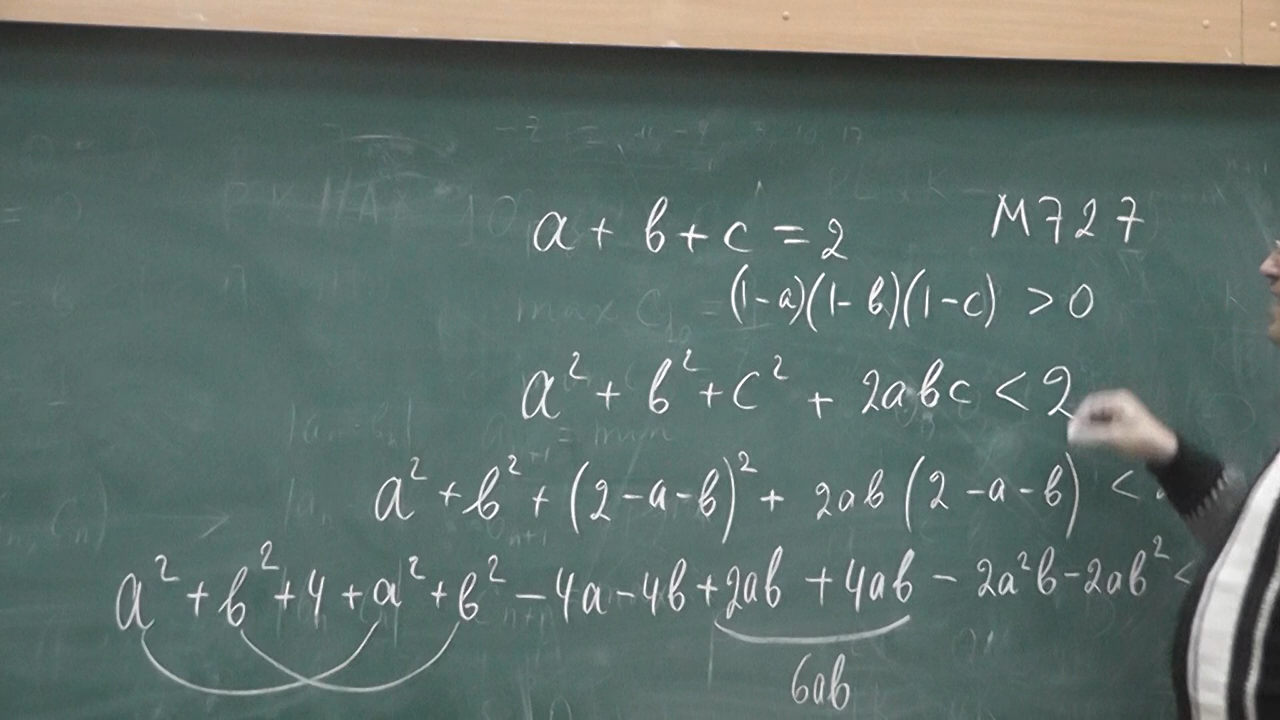 a + b + c = 2 M727
(1-a)(1-b)(1-c) > 0
a² + b² + c² + 2abc < 2
a² + b² + (2-a-b)² + 2ab(2-a-b) <
a² + b² + 4 + a² + b² - 4a - 4b + 2ab + 4ab - 2a²b - 2ab² <
6ab